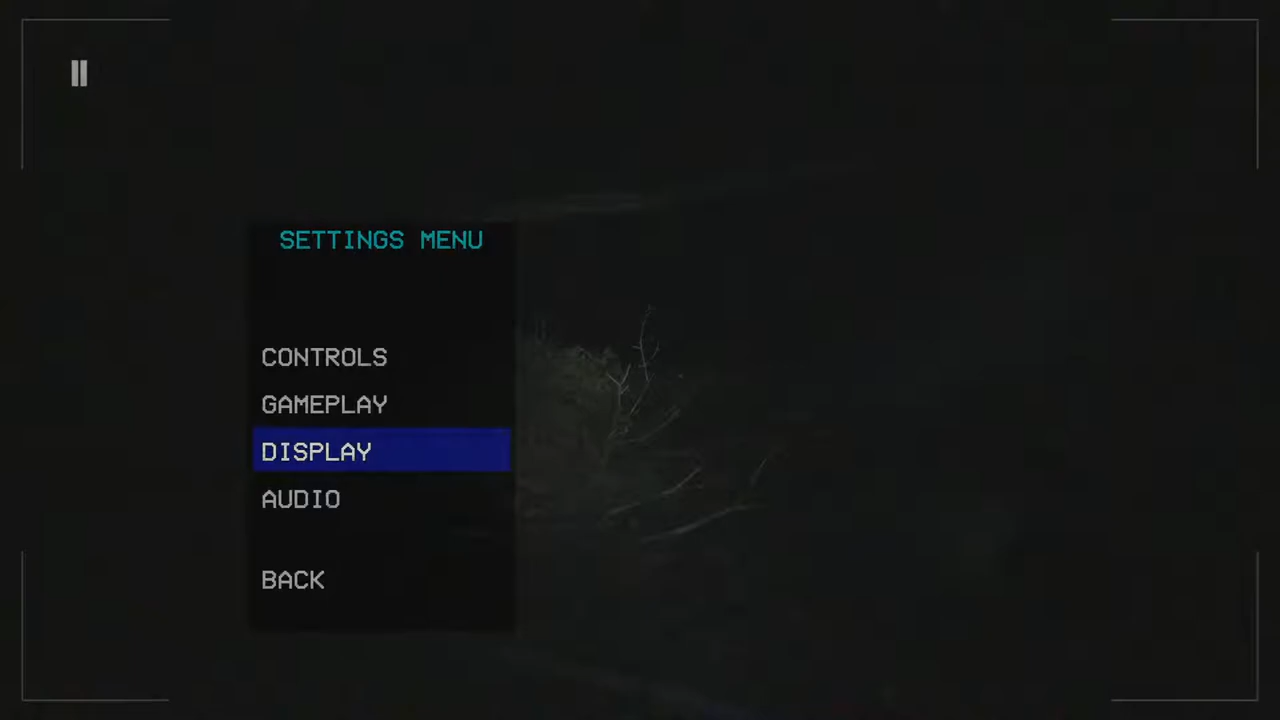 SETTINGS MENU
CONTROLS
GAMEPLAY
DISPLAY
AUDIO
BACK